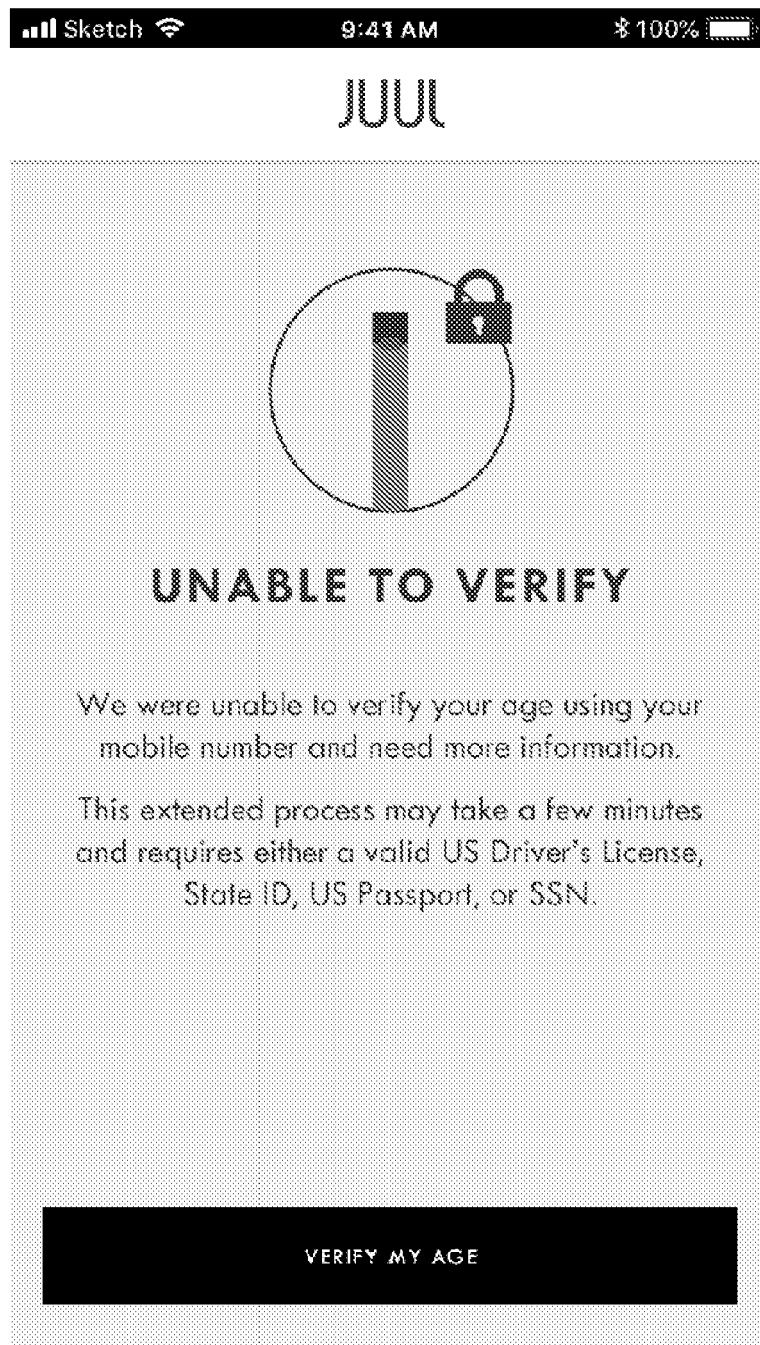 Sketch 9:41 AM 100%
JUUL
UNABLE TO VERIFY
We were unable to verify your age using your
mobile number and need more information.
This extended process may take a few minutes
and requires either a valid US Driver's License,
State ID, US Passport, or SSN.
VERIFY MY AGE